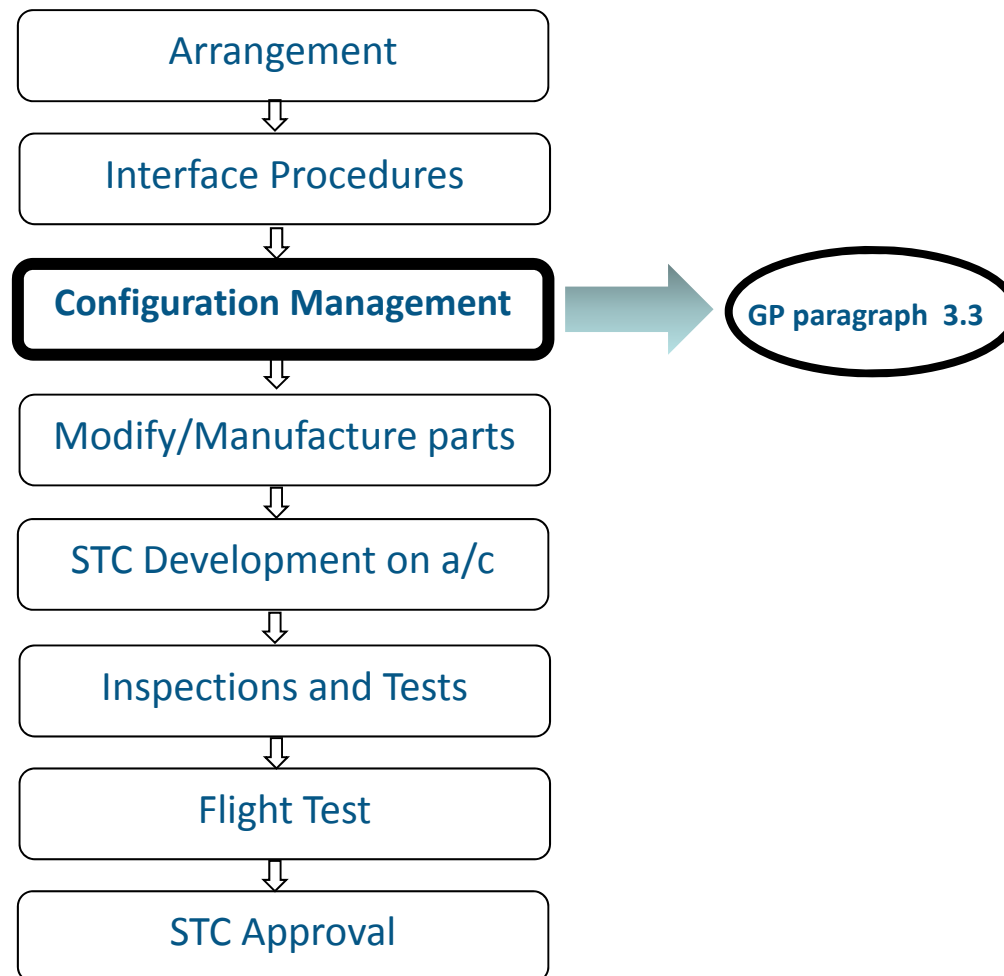 Arrangement
Interface Procedures
Configuration Management
GP paragraph 3.3
Modify/Manufacture parts
STC Development on a/c
Inspections and Tests
Flight Test
STC Approval